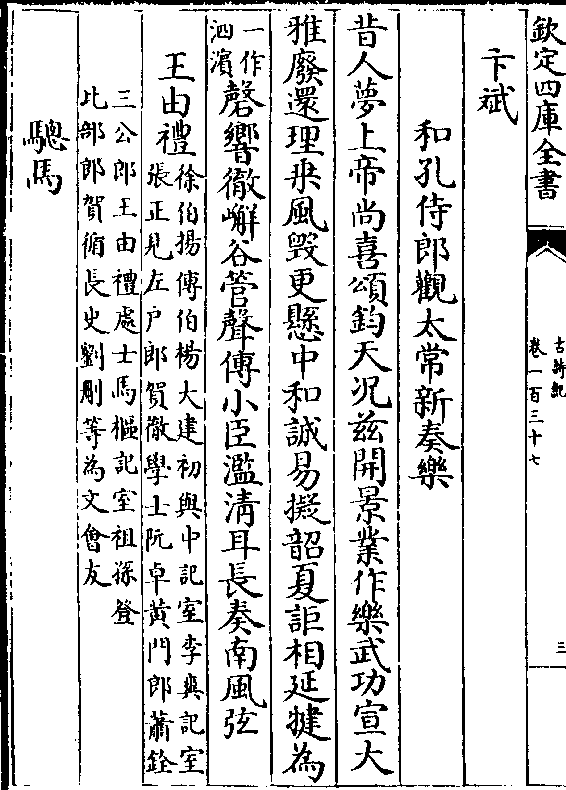 欽定四庫全書
古詩紀
卷一百三十七
三
卞斌
和孔侍郎觀太常新奏樂
昔人夢上帝尚喜頌鈞天况兹開景業作樂武功宣大
雅廢還理乗風毁更懸中和誠易擬韶夏詎相延揵為
一作
泗濱
磬響徹嶰谷管聲傳小臣濫清耳長奏南風弦
王由禮
徐伯揚傳伯楊大建初與中記室李爽記室
張正見左户郎賀徹學士阮卓黄門郎蕭銓
三公郎王由禮處士馬樞記室祖孫登
比部郎賀循長史劉刪等為文會友
驄馬